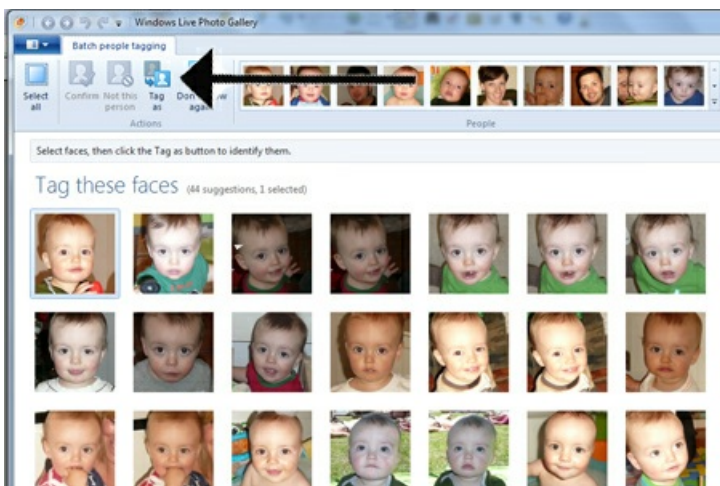 Windows Live Photo Gallery
Batch people tagging
Select all
Confirm
Not this person
Tag as
again
Actions
People
Select faces, then click the Tag as button to identify them.
Tag these faces (44 suggestions, 1 selected)